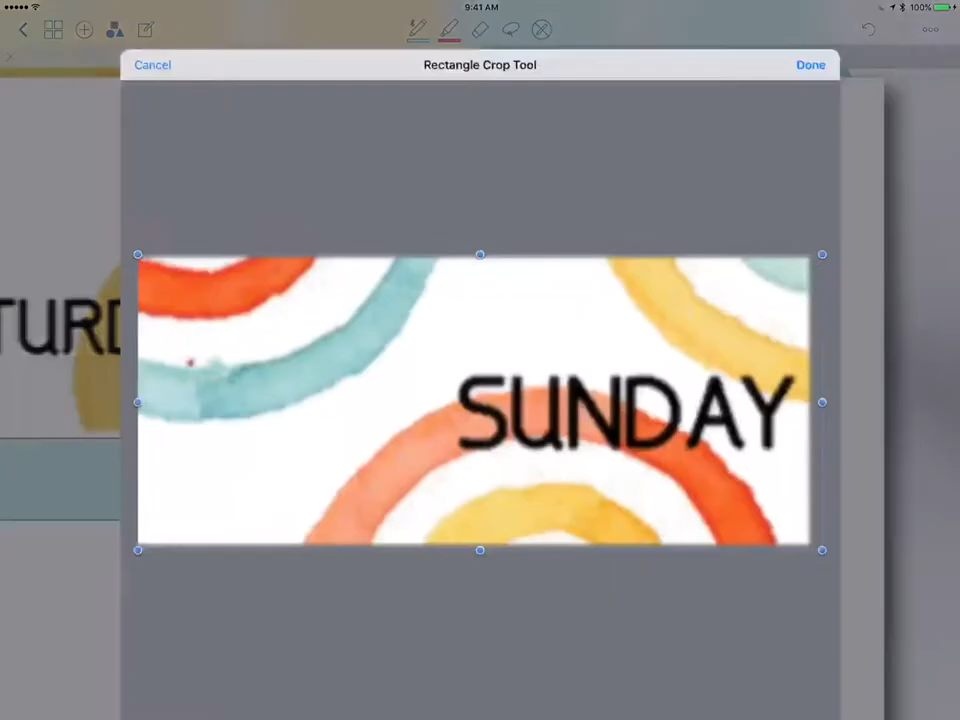 9:41 AM
100%
Cancel
Rectangle Crop Tool
Done
TURD
SUNDAY